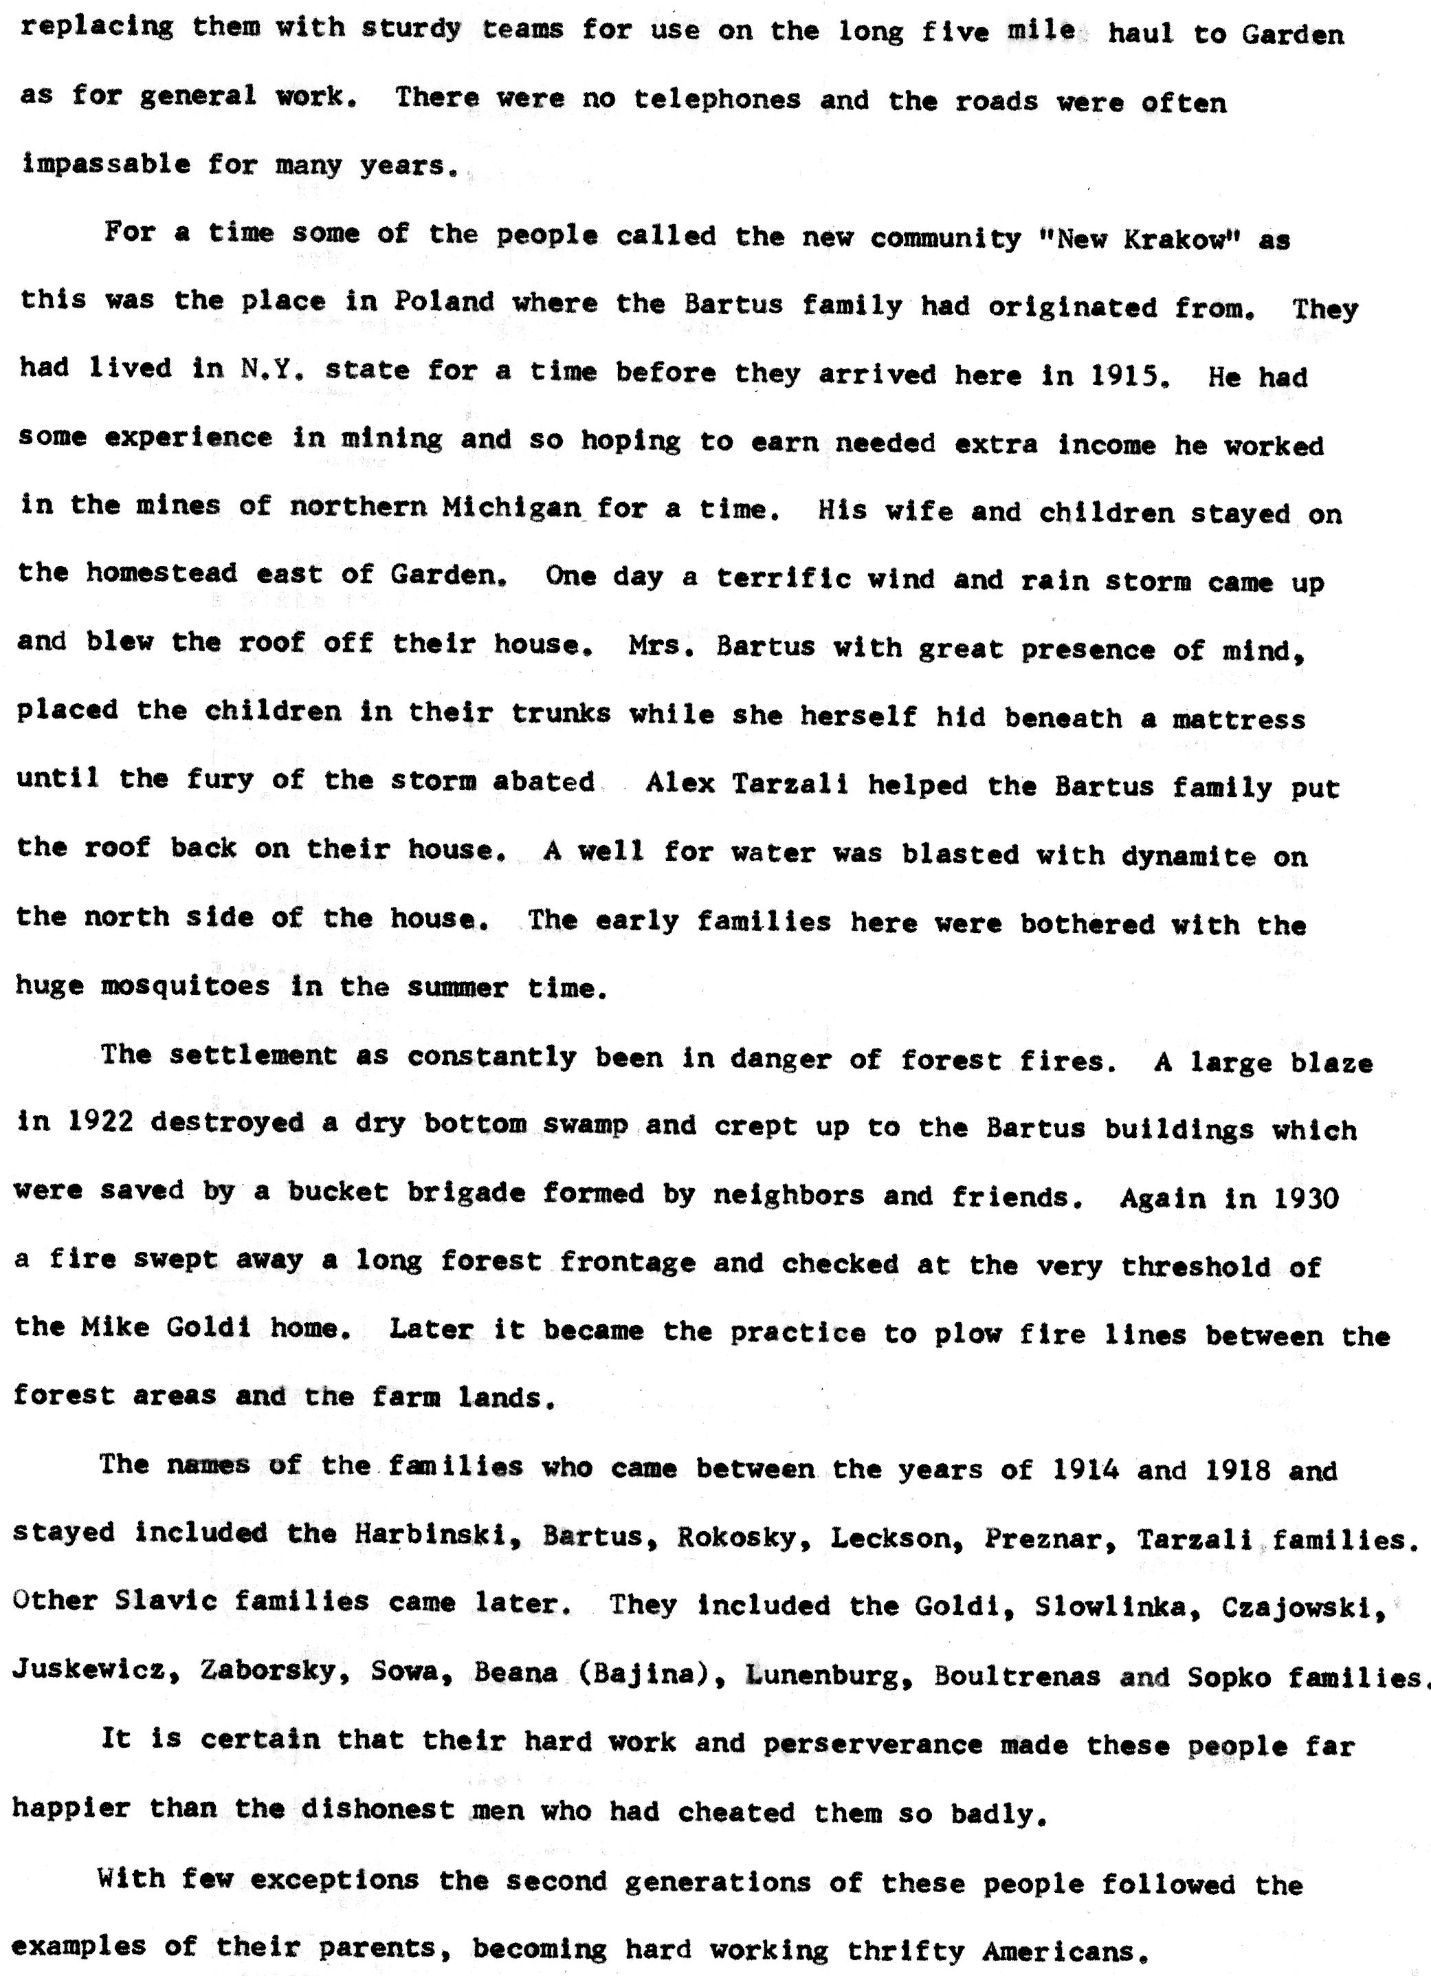 replacing them with sturdy teams for use on the long five mile haul to Garden
as for general work. There were no telephones and the roads were often
impassable for many years.
For a time some of the people called the new community "New Krakow" as
this was the place in Poland where the Bartus family had originated from. They
had lived in N.Y. state for a time before they arrived here in 1915. He had
some experience in mining and so hoping to earn needed extra income he worked
in the mines of northern Michigan for a time. His wife and children stayed on
the homestead east of Garden. One day a terrific wind and rain storm came up
and blew the roof off their house. Mrs. Bartus with great presence of mind,
placed the children in their trunks while she herself hid beneath a mattress
until the fury of the storm abated Alex Tarzali helped the Bartus family put
the roof back on their house. A well for water was blasted with dynamite on
the north side of the house. The early families here were bothered with the
huge mosquitoes in the summer time.
The settlement as constantly been in danger of forest fires. A large blaze
in 1922 destroyed a dry bottom swamp and crept up to the Bartus buildings which
were saved by a bucket brigade formed by neighbors and friends. Again in 1930
a fire swept away a long forest frontage and checked at the very threshold of
the Mike Goldi home. Later it became the practice to plow fire lines between the
forest areas and the farm lands.
The names of the families who came between the years of 1914 and 1918 and
stayed included the Harbinski, Bartus, Rokosky, Leckson, Preznar, Tarzali families.
Other Slavic families came later. They included the Goldi, Slowlinka, Czajowski,
Juskewicz, Zaborsky, Sowa, Beana (Bajina), Lunenburg, Boultrenas and Sopko families.
It is certain that their hard work and perserverance made these people far
happier than the dishonest men who had cheated them so badly.
With few exceptions the second generations of these people followed the
examples of their parents, becoming hard working thrifty Americans.